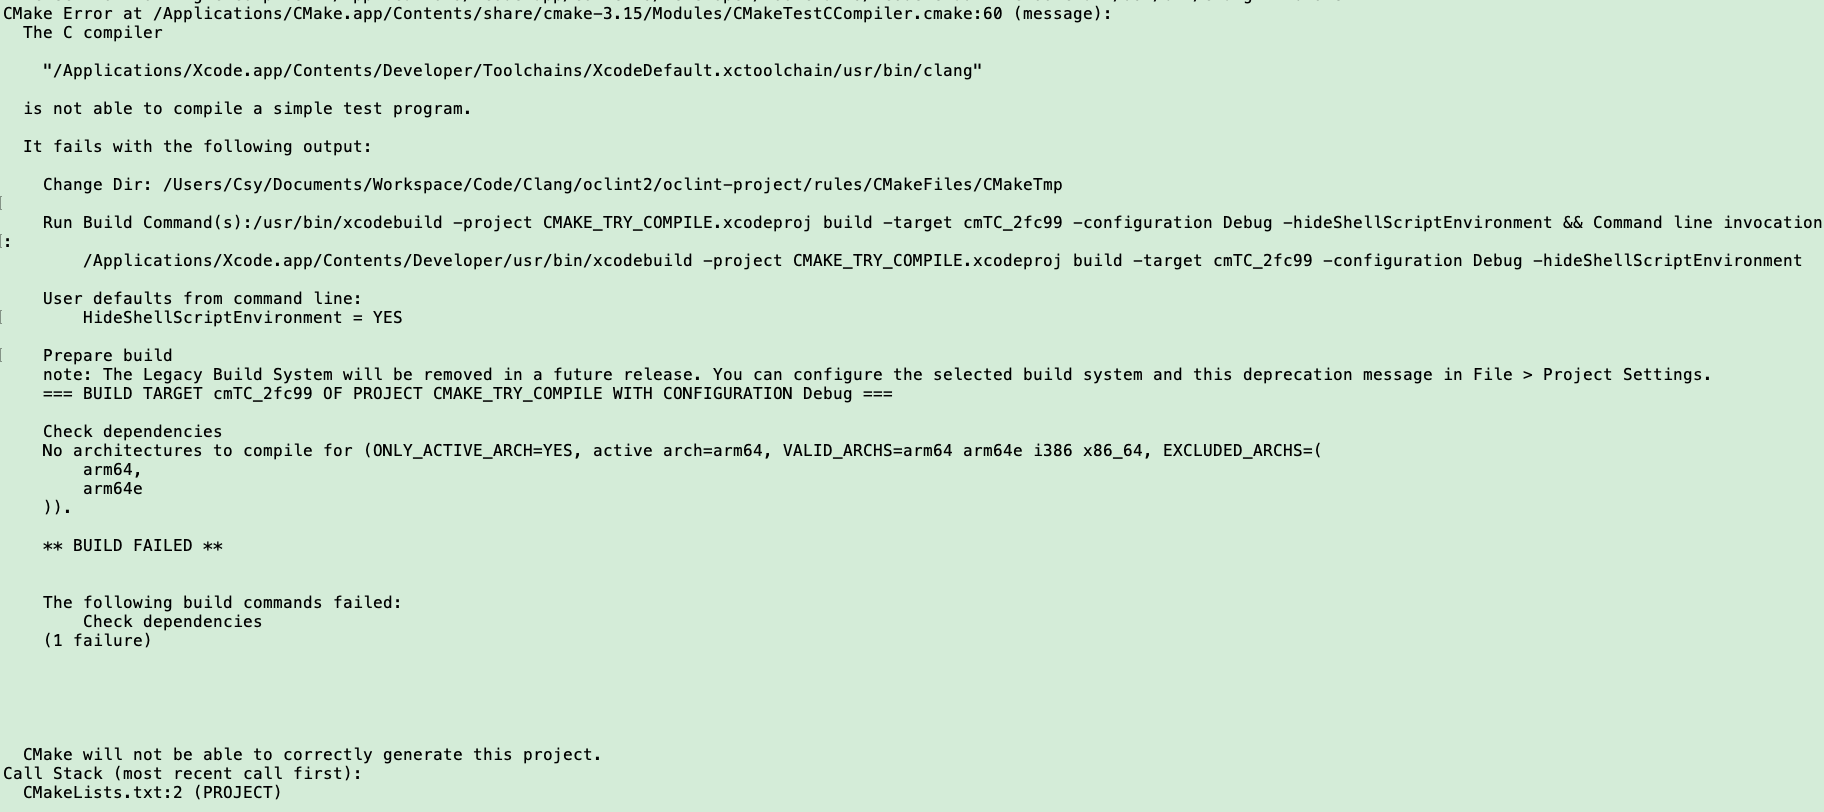 CMake Error at /Applications/CMake.app/Contents/share/cmake-3.15/Modules/CMakeTestCCompiler.cmake:60 (message):
The C compiler
"/Applications/Xcode.app/Contents/Developer/Toolchains/XcodeDefault.xctoolchain/usr/bin/clang"
is not able to compile a simple test program.
It fails with the following output:
Change Dir: /Users/Csy/Documents/Workspace/Code/Clang/oclint2/oclint-project/rules/CMakeFiles/CMakeTmp
Run Build Command(s):/usr/bin/xcodebuild -project CMAKE_TRY_COMPILE.xcodeproj build -target cmTC_2fc99 -configuration Debug -hideShellScriptEnvironment && Command line invocation
:
/Applications/Xcode.app/Contents/Developer/usr/bin/xcodebuild -project CMAKE_TRY_COMPILE.xcodeproj build -target cmTC_2fc99 -configuration Debug -hideShellScriptEnvironment
User defaults from command line:
HideShellScriptEnvironment = YES
Prepare build
note: The Legacy Build System will be removed in a future release. You can configure the selected build system and this deprecation message in File > Project Settings.
=== BUILD TARGET cmTC_2fc99 OF PROJECT CMAKE_TRY_COMPILE WITH CONFIGURATION Debug ===
Check dependencies
No architectures to compile for (ONLY_ACTIVE_ARCH=YES, active arch=arm64, VALID_ARCHS=arm64 arm64e i386 x86_64, EXCLUDED_ARCHS=(
arm64,
arm64e
)).
** BUILD FAILED **
The following build commands failed:
Check dependencies
(1 failure)
CMake will not be able to correctly generate this project.
Call Stack (most recent call first):
CMakeLists.txt:2 (PROJECT)